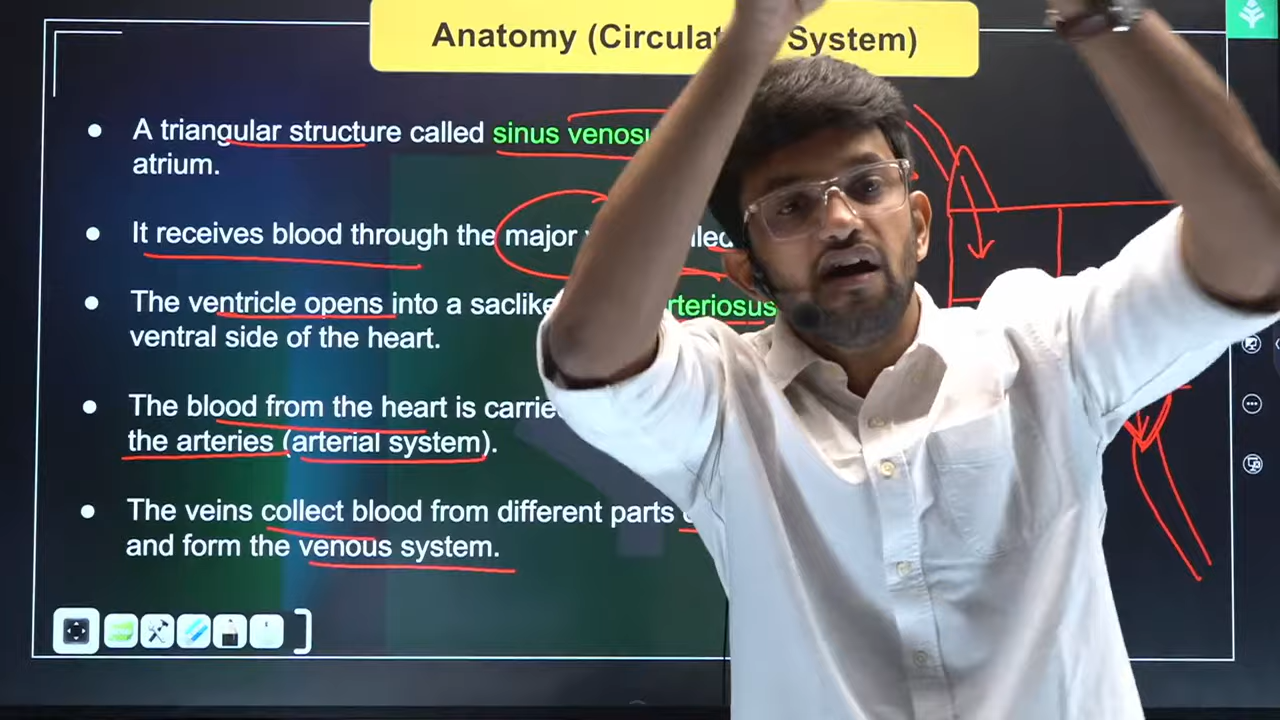 Anatomy (Circulat System)
A triangular structure called sinus venosu
atrium.
It receives blood through the major
The ventricle opens into a saclike rteriosus
ventral side of the heart.
The blood from the heart is carrie
the arteries (arterial system).
The veins collect blood from different parts
and form the venous system.